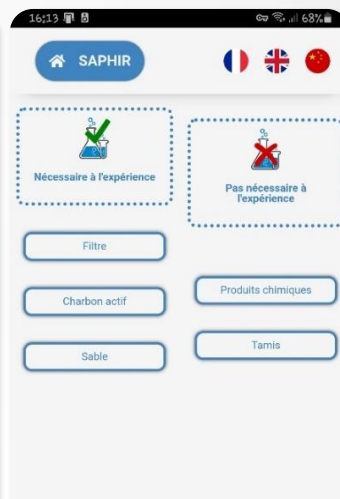 16:13
68%
SAPHIR
Nécessaire à l'expérience
Pas nécessaire à
l'expérience
Filtre
Produits chimiques
Charbon actif
Tamis
Sable